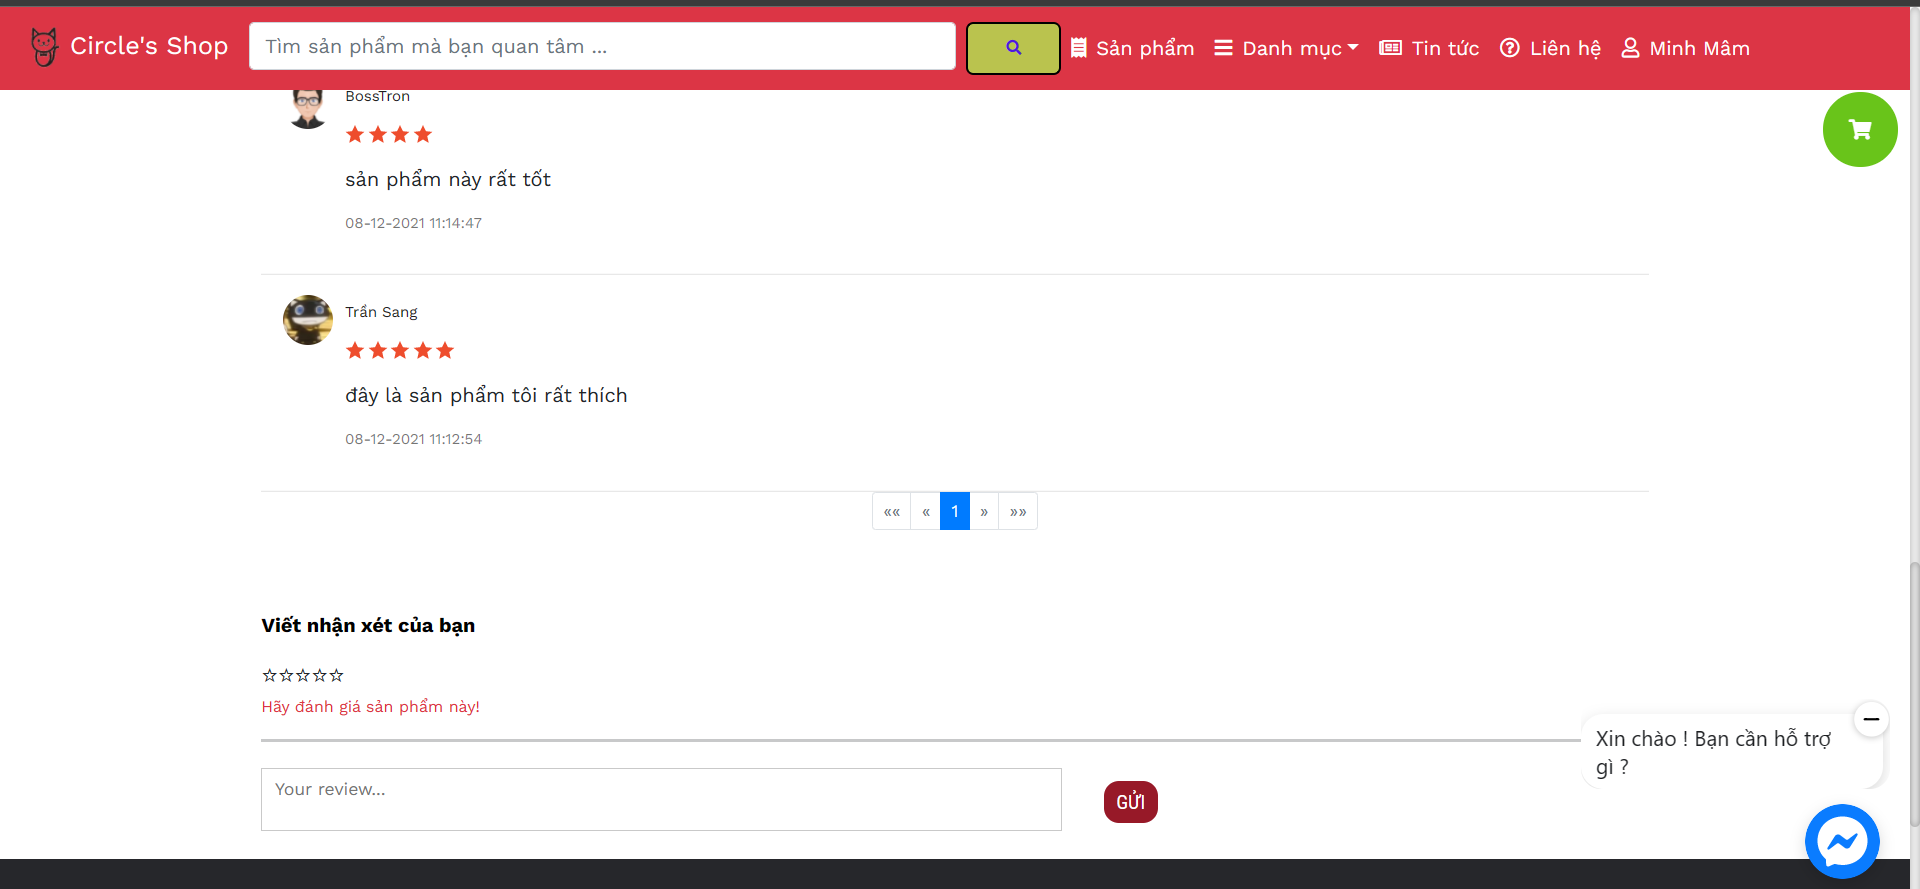 Circle's Shop
Tìm sản phẩm mà bạn quan tâm ...
Sản phẩm
Danh mục
Tin tức
Liên hệ
Minh Mâm
BossTron
sản phẩm này rất tốt
08-12-2021 11:14:47
Trần Sang
đây là sản phẩm tôi rất thích
08-12-2021 11:12:54
«« « 1 » »»
Viết nhận xét của bạn
Hãy đánh giá sản phẩm này!
Xin chào ! Bạn cần hỗ trợ
gì ?
Your review...
GỬI